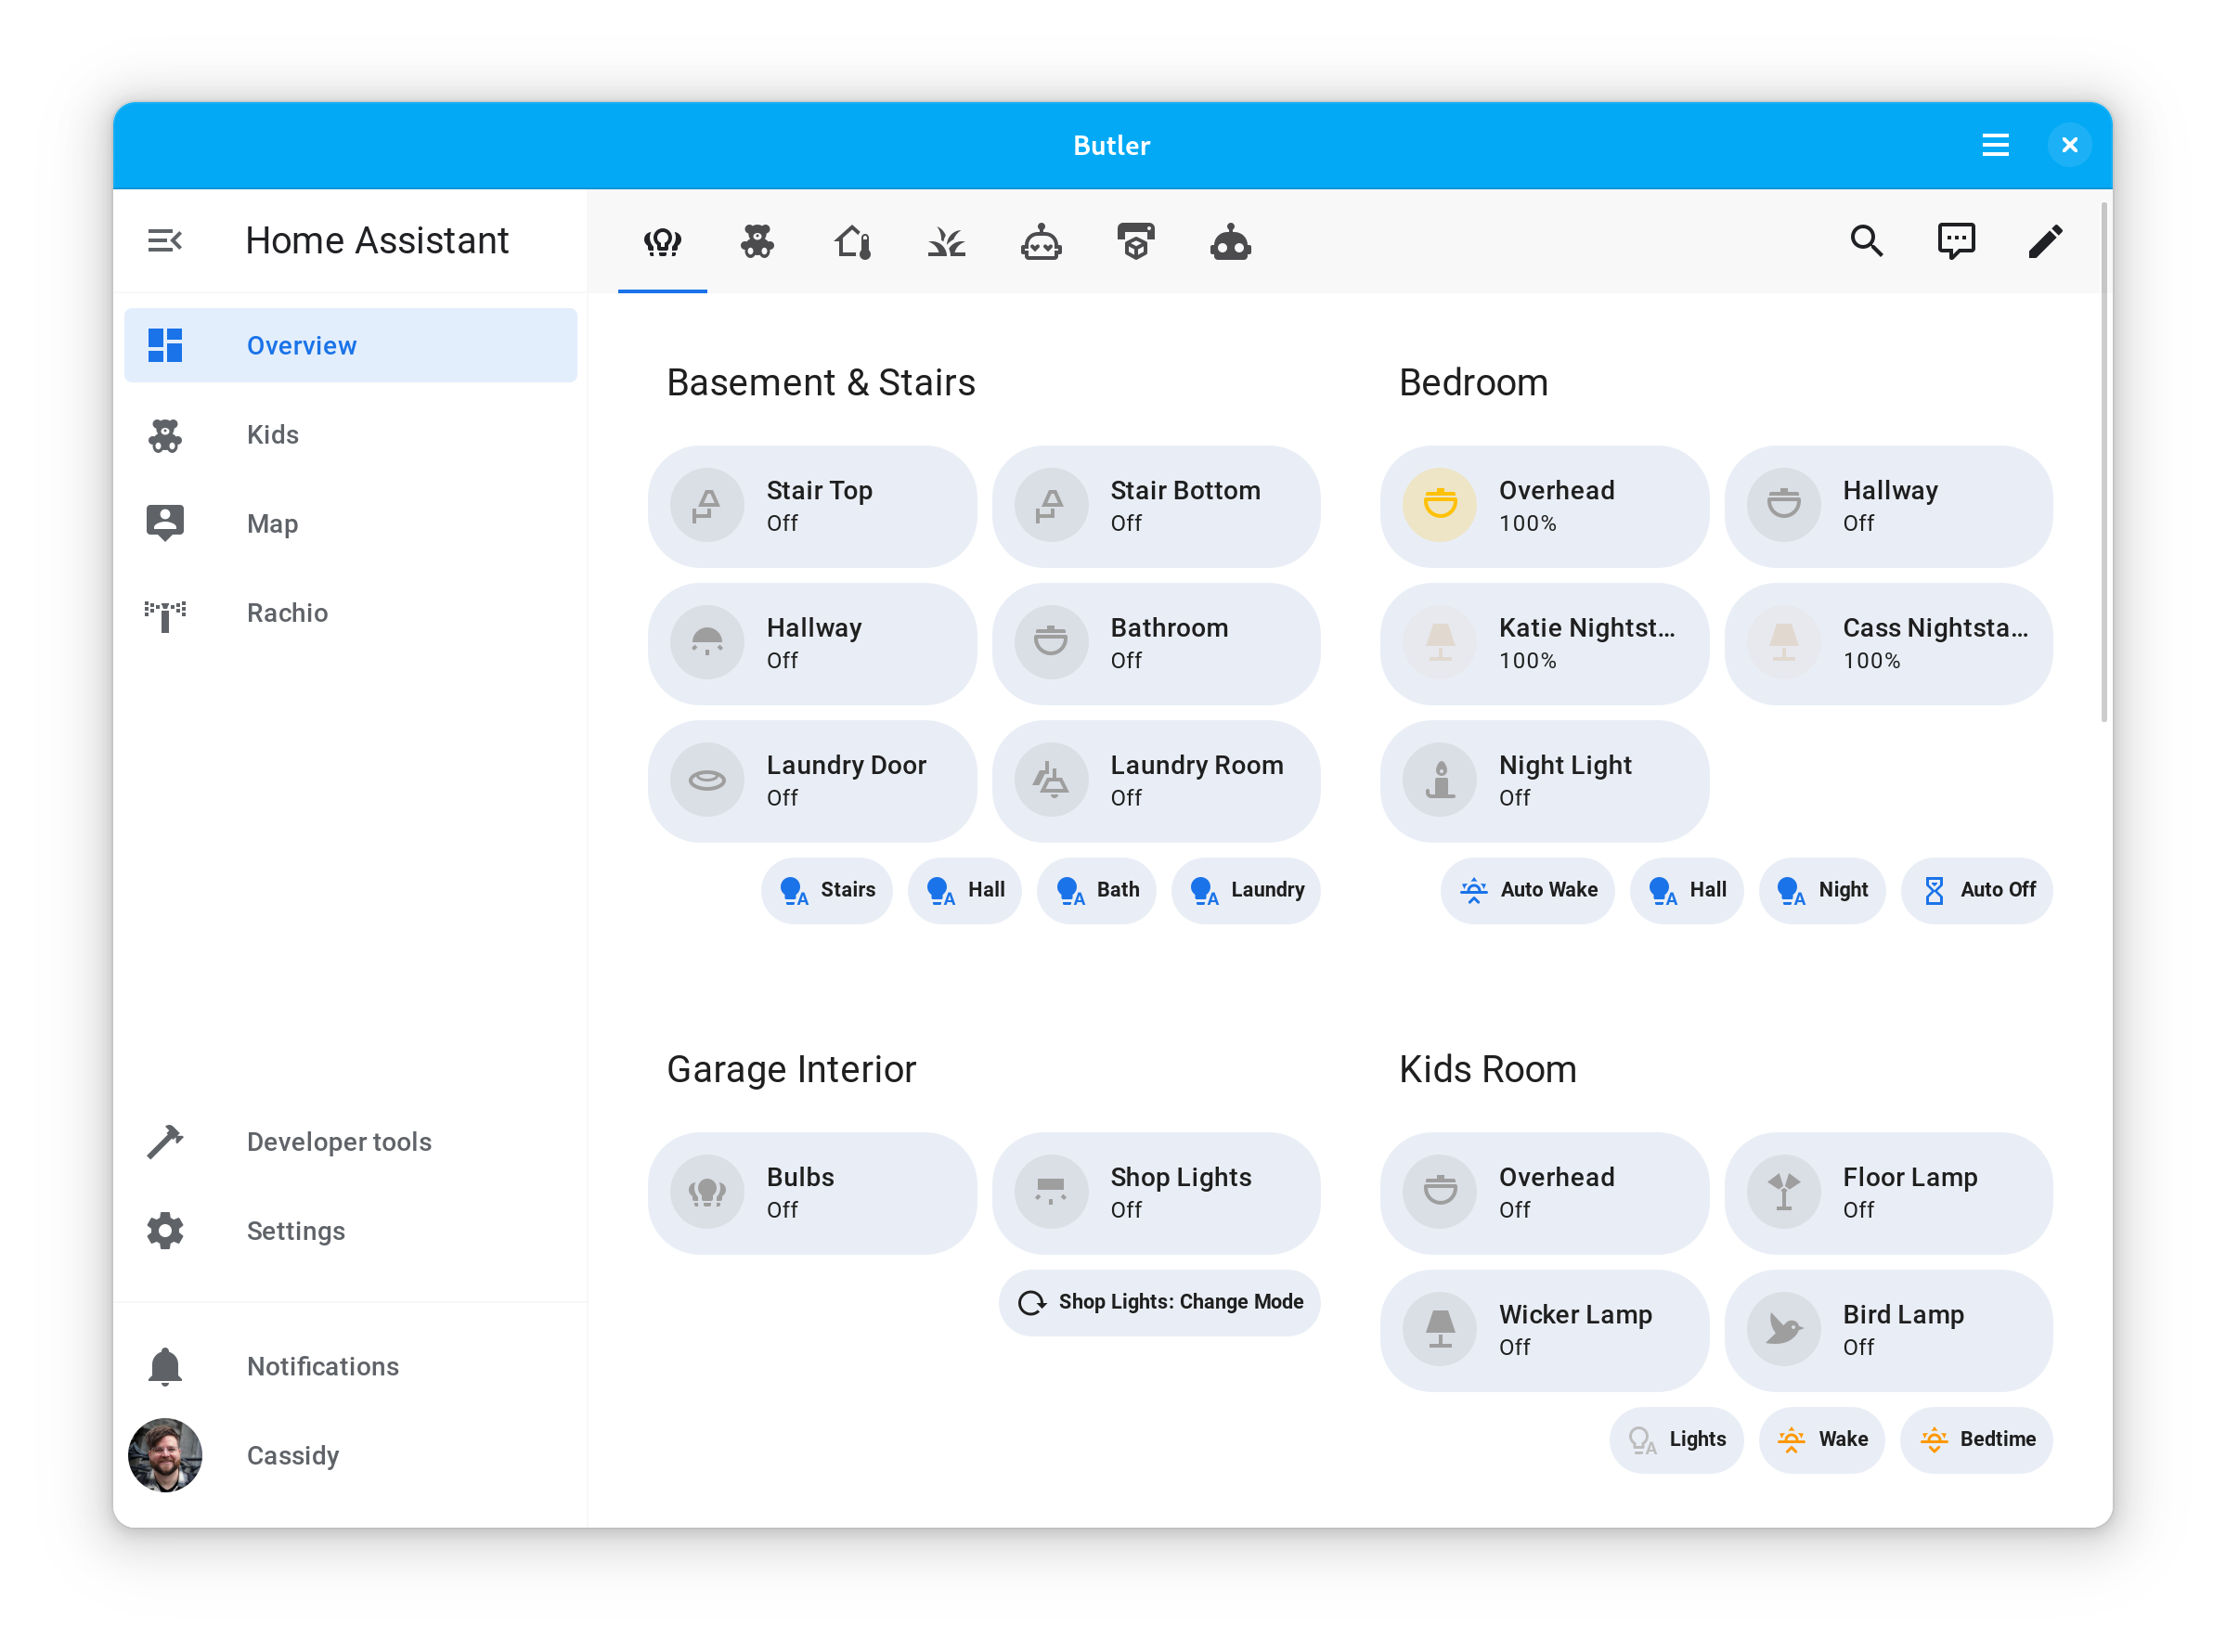 Butler
Home Assistant
Overview
Kids
Map
Rachio
Developer tools
Settings
Notifications
Cassidy
Basement & Stairs
Stair Top
Off
Stair Bottom
Off
Hallway
Off
Bathroom
Off
Laundry Door
Off
Laundry Room
Off
Stairs
Hall
Bath
Laundry
Bedroom
Overhead
100%
Hallway
Off
Katie Nightst...
100%
Cass Nightsta...
100%
Night Light
Off
Auto Wake
Hall
Night
Auto Off
Garage Interior
Bulbs
Off
Shop Lights
Off
Shop Lights: Change Mode
Kids Room
Overhead
Off
Floor Lamp
Off
Wicker Lamp
Off
Bird Lamp
Off
Lights
Wake
Bedtime